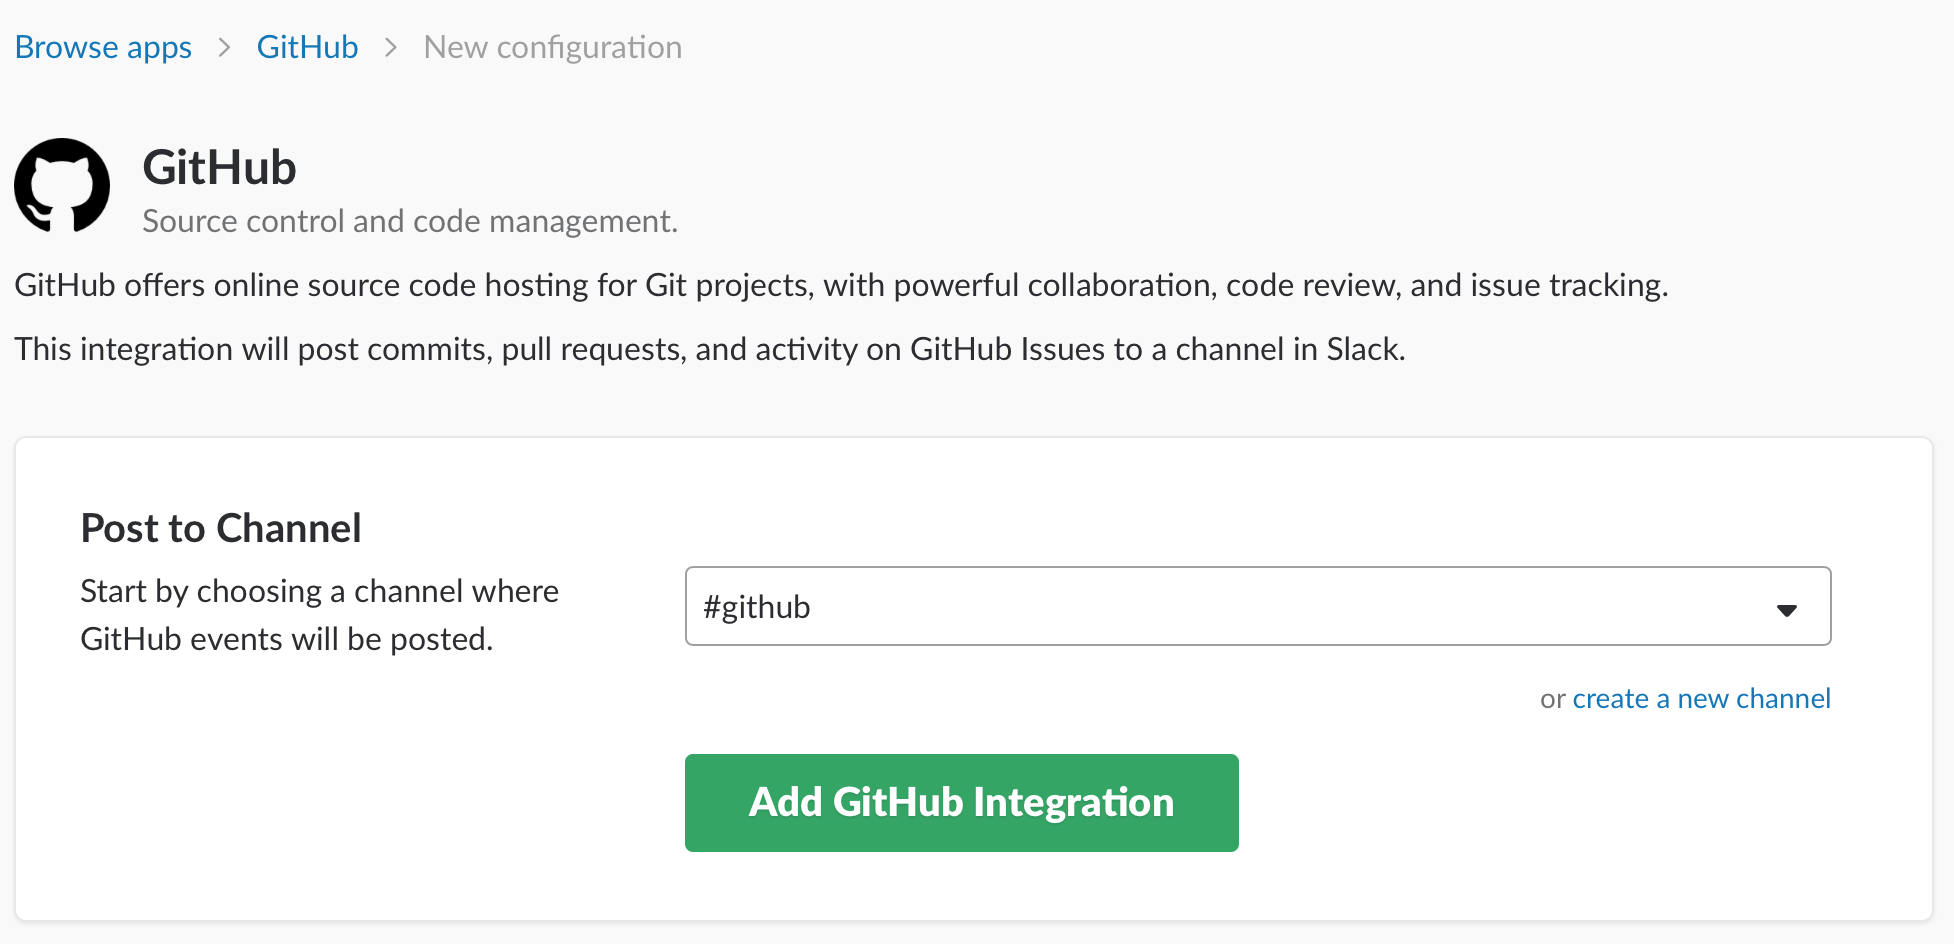 Browse apps > GitHub > New configuration
GitHub
Source control and code management.
GitHub offers online source code hosting for Git projects, with powerful collaboration, code review, and issue tracking.
This integration will post commits, pull requests, and activity on GitHub Issues to a channel in Slack.
Post to Channel
Start by choosing a channel where
GitHub events will be posted.
#github
or create a new channel
Add GitHub Integration